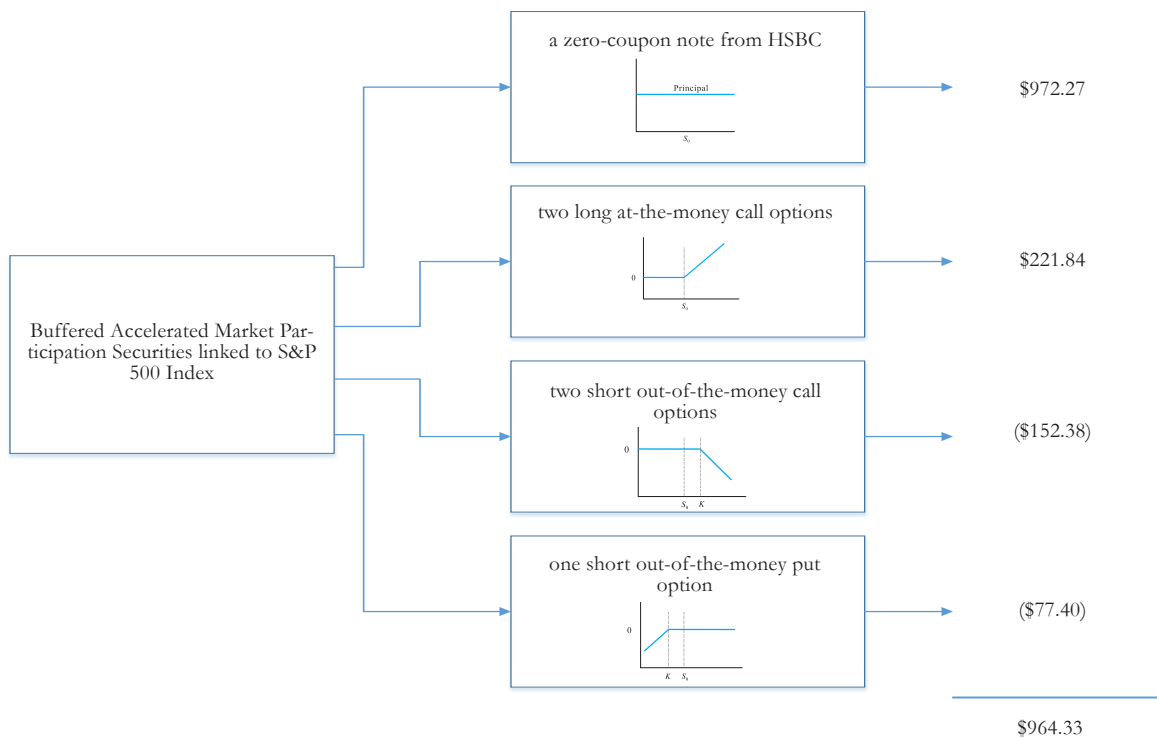 a zero-coupon note from HSBC
Principal
S0
$972.27
two long at-the-money call options
0
S0
$221.84
Buffered Accelerated Market Par-
ticipation Securities linked to S&P
500 Index
two short out-of-the-money call
options
0
S0 K
($152.38)
one short out-of-the-money put
option
0
K S0
($77.40)
$964.33